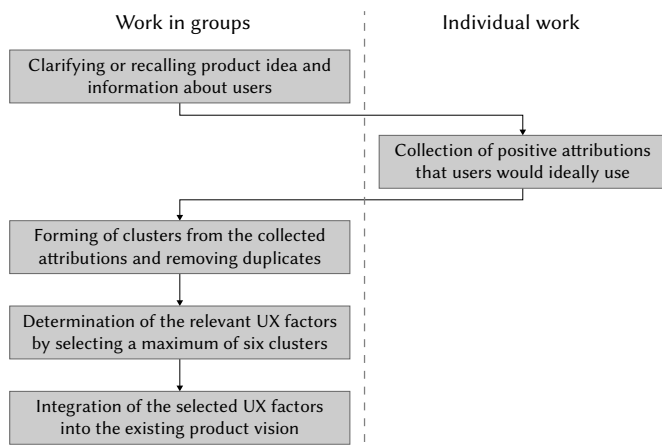 Work in groups
Individual work
Clarifying or recalling product idea and
information about users
Collection of positive attributions
that users would ideally use
Forming of clusters from the collected
attributions and removing duplicates
Determination of the relevant UX factors
by selecting a maximum of six clusters
Integration of the selected UX factors
into the existing product vision